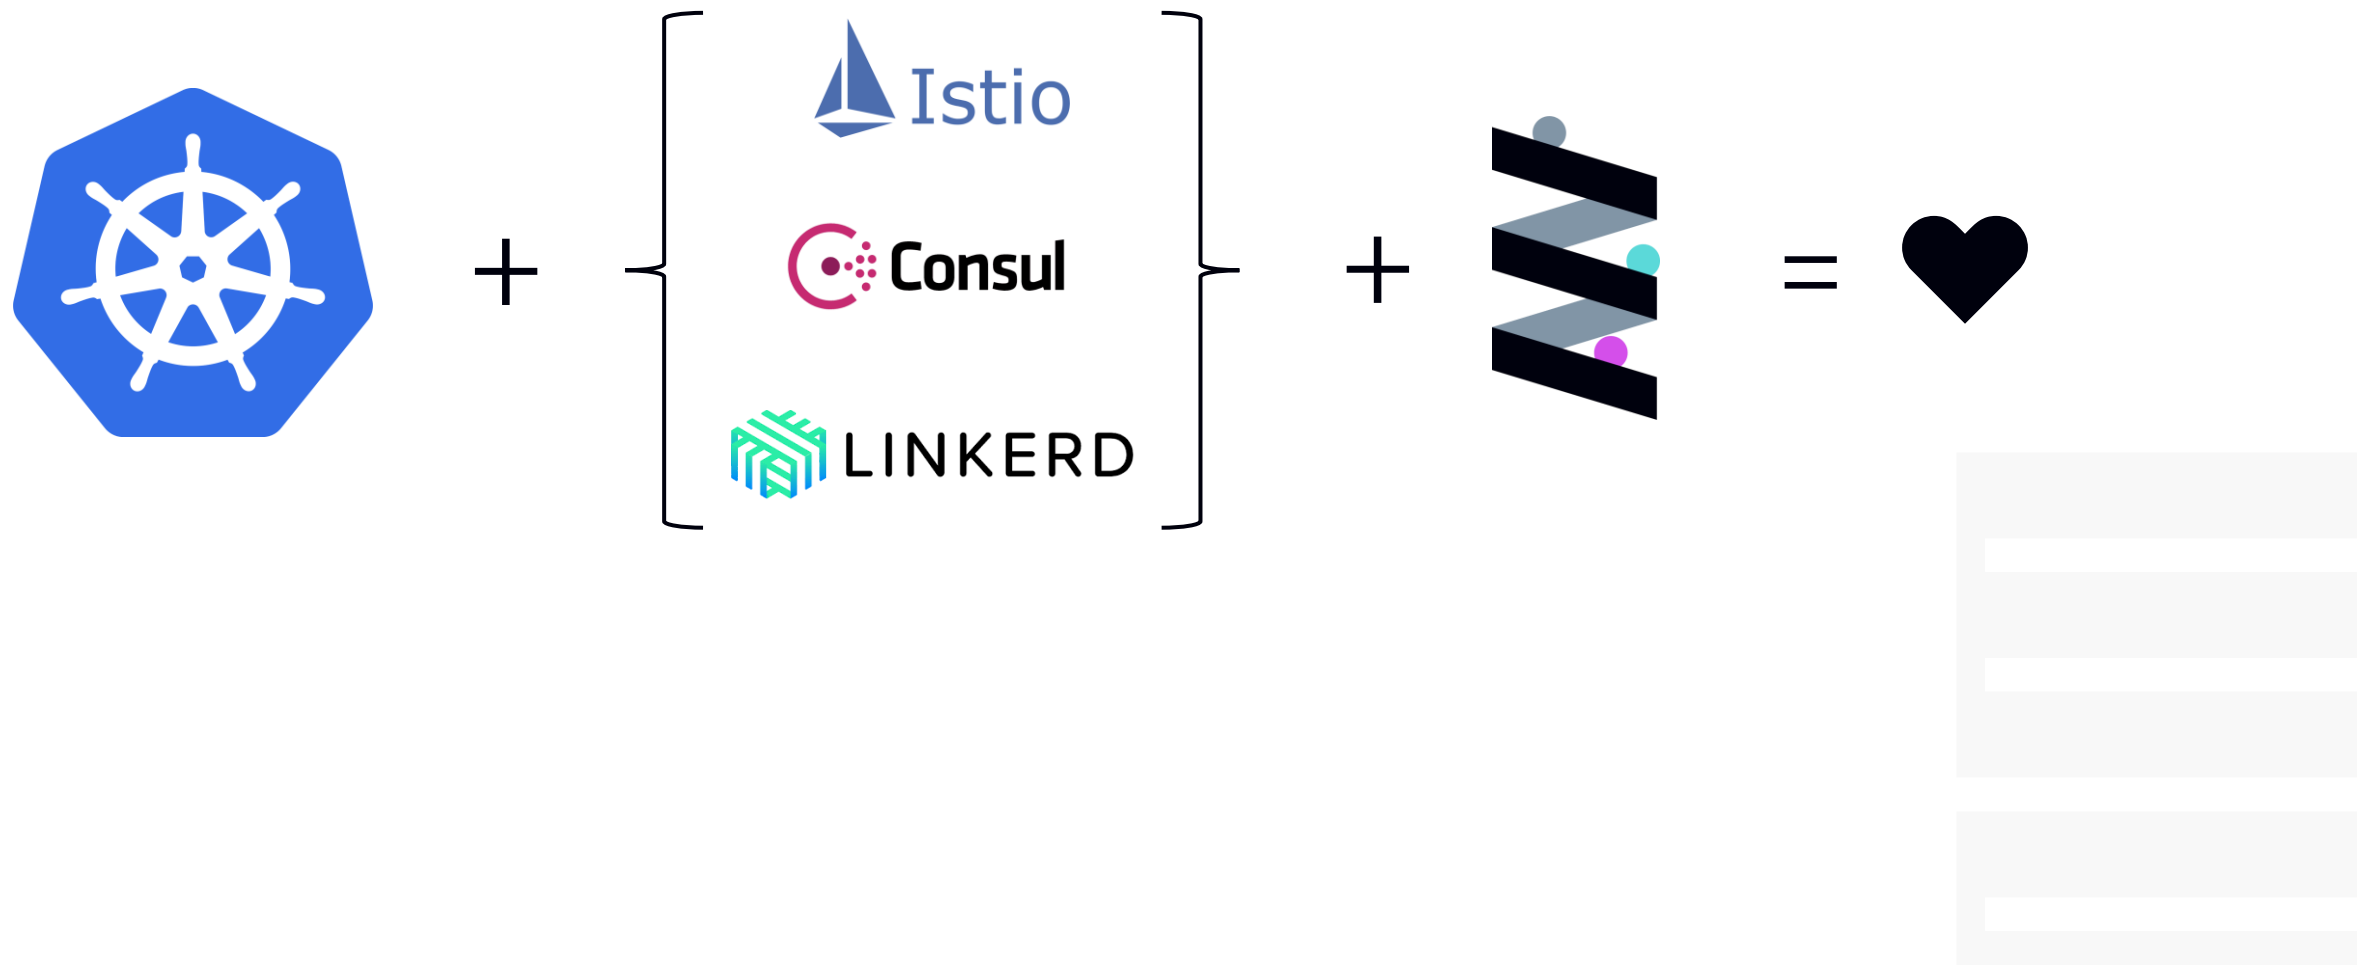 +
Istio
Consul
LINKERD
+
=